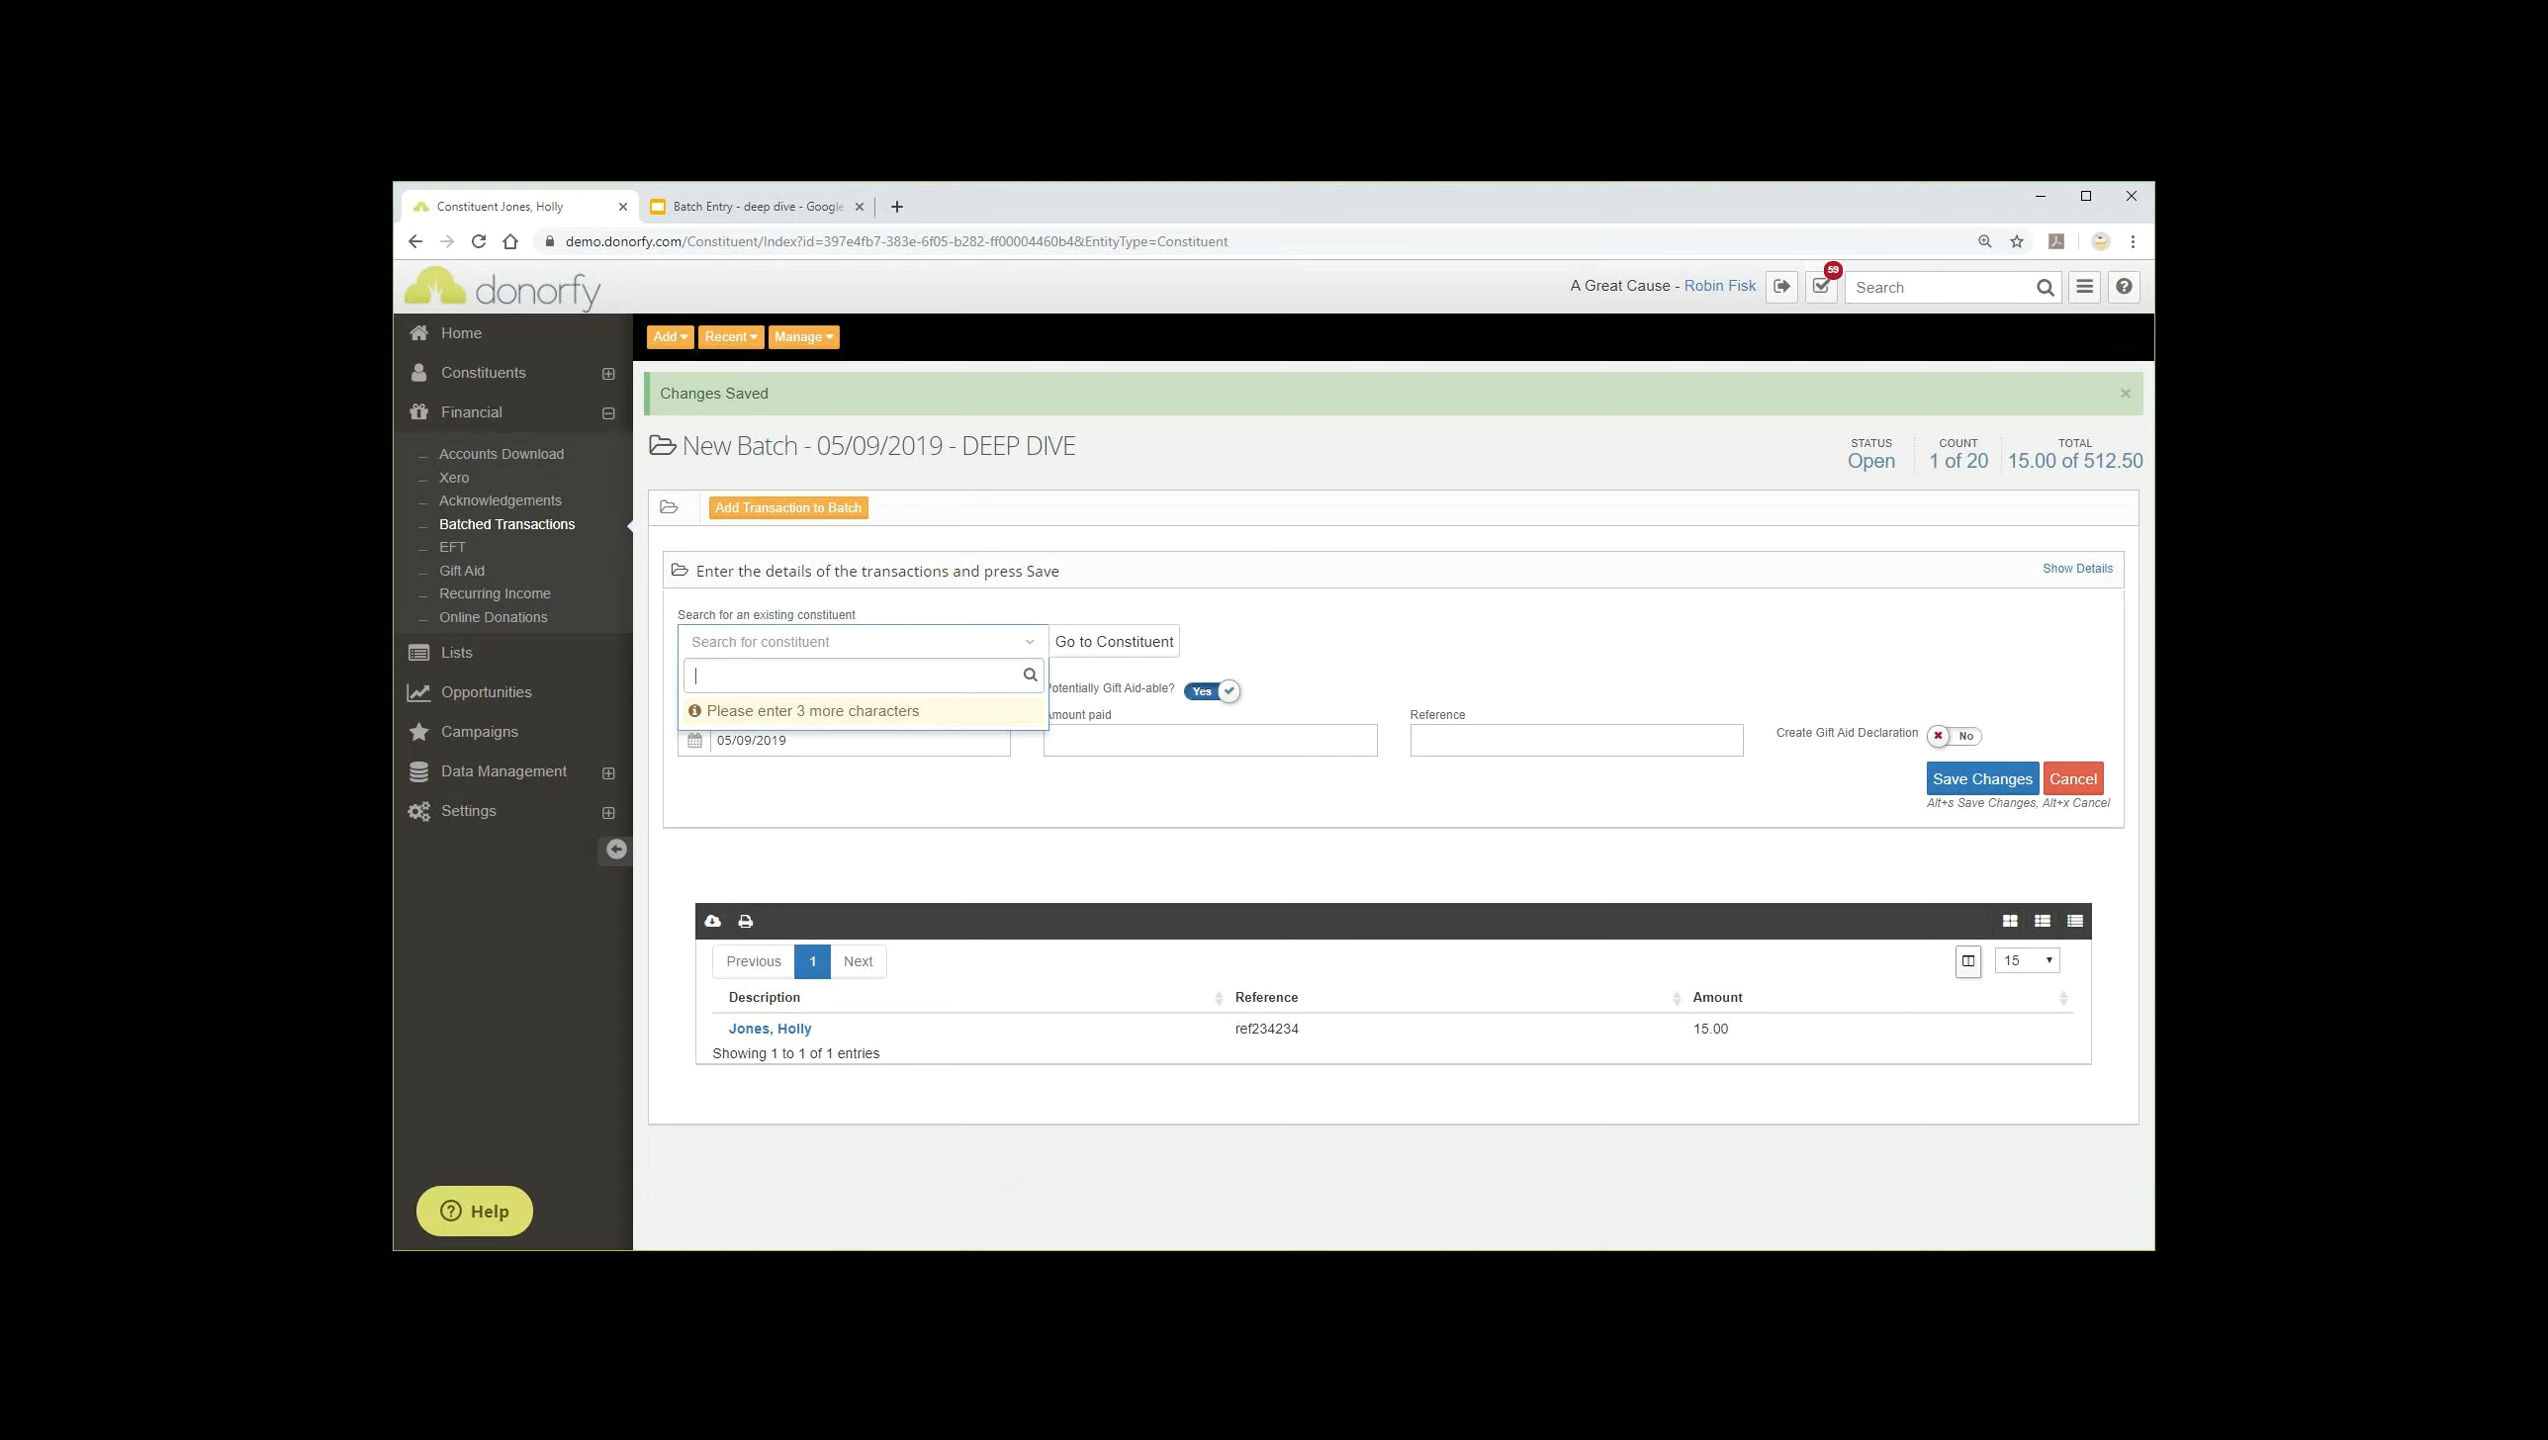 Constituent Jones, Holly
Batch Entry - deep dive - Google
demo.donorfy.com/Constituent/Index?id=397e4fb7-383e-6f05-b282-ff00004460b4&EntityType=Constituent
donorfy
A Great Cause - Robin Fisk
59
Search
Home
Constituents
Financial
Accounts Download
Xero
Acknowledgements
Batched Transactions
EFT
Gift Aid
Recurring Income
Online Donations
Lists
Opportunities
Campaigns
Data Management
Settings
Help
Add
Recent
Manage
Changes Saved
New Batch - 05/09/2019 - DEEP DIVE
STATUS COUNT TOTAL
Open 1 of 20 15.00 of 512.50
Add Transaction to Batch
Enter the details of the transactions and press Save
Show Details
Search for an existing constituent
Search for constituent
Go to Constituent
Please enter 3 more characters
Potentially Gift Aid-able? Yes
Amount paid
Reference
05/09/2019
Create Gift Aid Declaration No
Save Changes Cancel
Alt+s Save Changes, Alt+x Cancel
Previous 1 Next
15
Description Reference Amount
Jones, Holly ref234234 15.00
Showing 1 to 1 of 1 entries